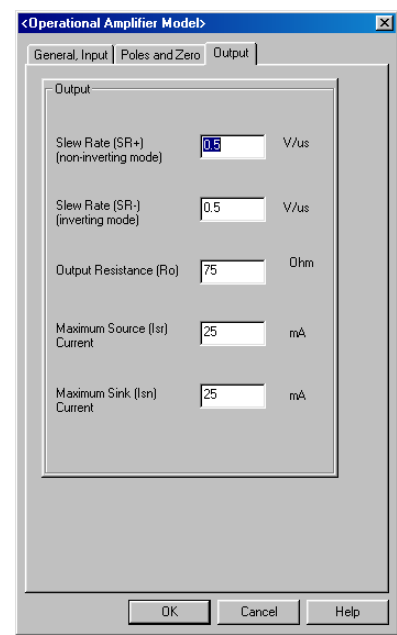 <Operational Amplifier Model>
General, Input Poles and Zero Output
Output
Slew Rate (SR+) 0.5 V/us
(non-inverting mode)
Slew Rate (SR-) 0.5 V/us
(inverting mode)
Output Resistance (Ro) 75 Ohm
Maximum Source (Isr) 25 mA
Current
Maximum Sink (Isn) 25 mA
Current
OK Cancel Help